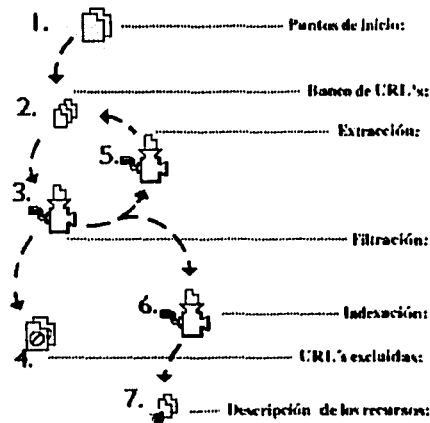 1. Puntos de Inicio:
2. Banco de URL's:
5. Extracción:
3. Filtración:
6. Indexación:
4. URL's excluidas:
7. Descripción de los recursos: